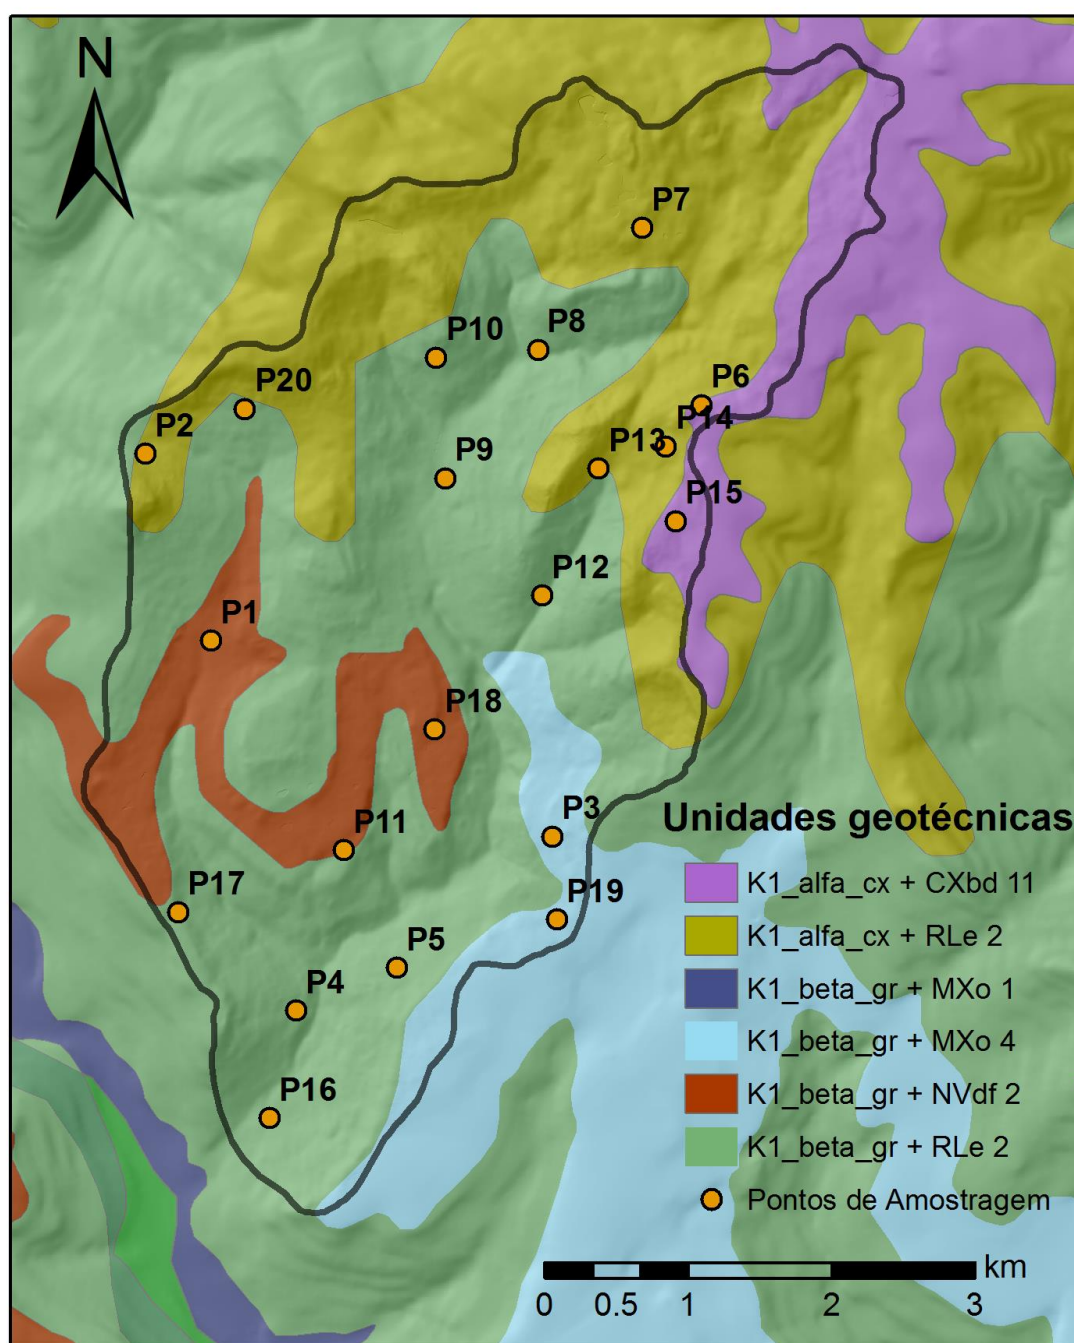 N
P7
P10
P8
P20
P6
P2
P14
P13
P9
P15
P12
P1
P18
P3
P11
P17
P19
P5
P4
P16
Unidades geotécnicas
K1_alfa_cx + CXbd 11
K1_alfa_cx + RLe 2
K1_beta_gr + MXo 1
K1_beta_gr + MXo 4
K1_beta_gr + NVdf 2
K1_beta_gr + RLe 2
Pontos de Amostragem
km
0 0.5 1 2 3